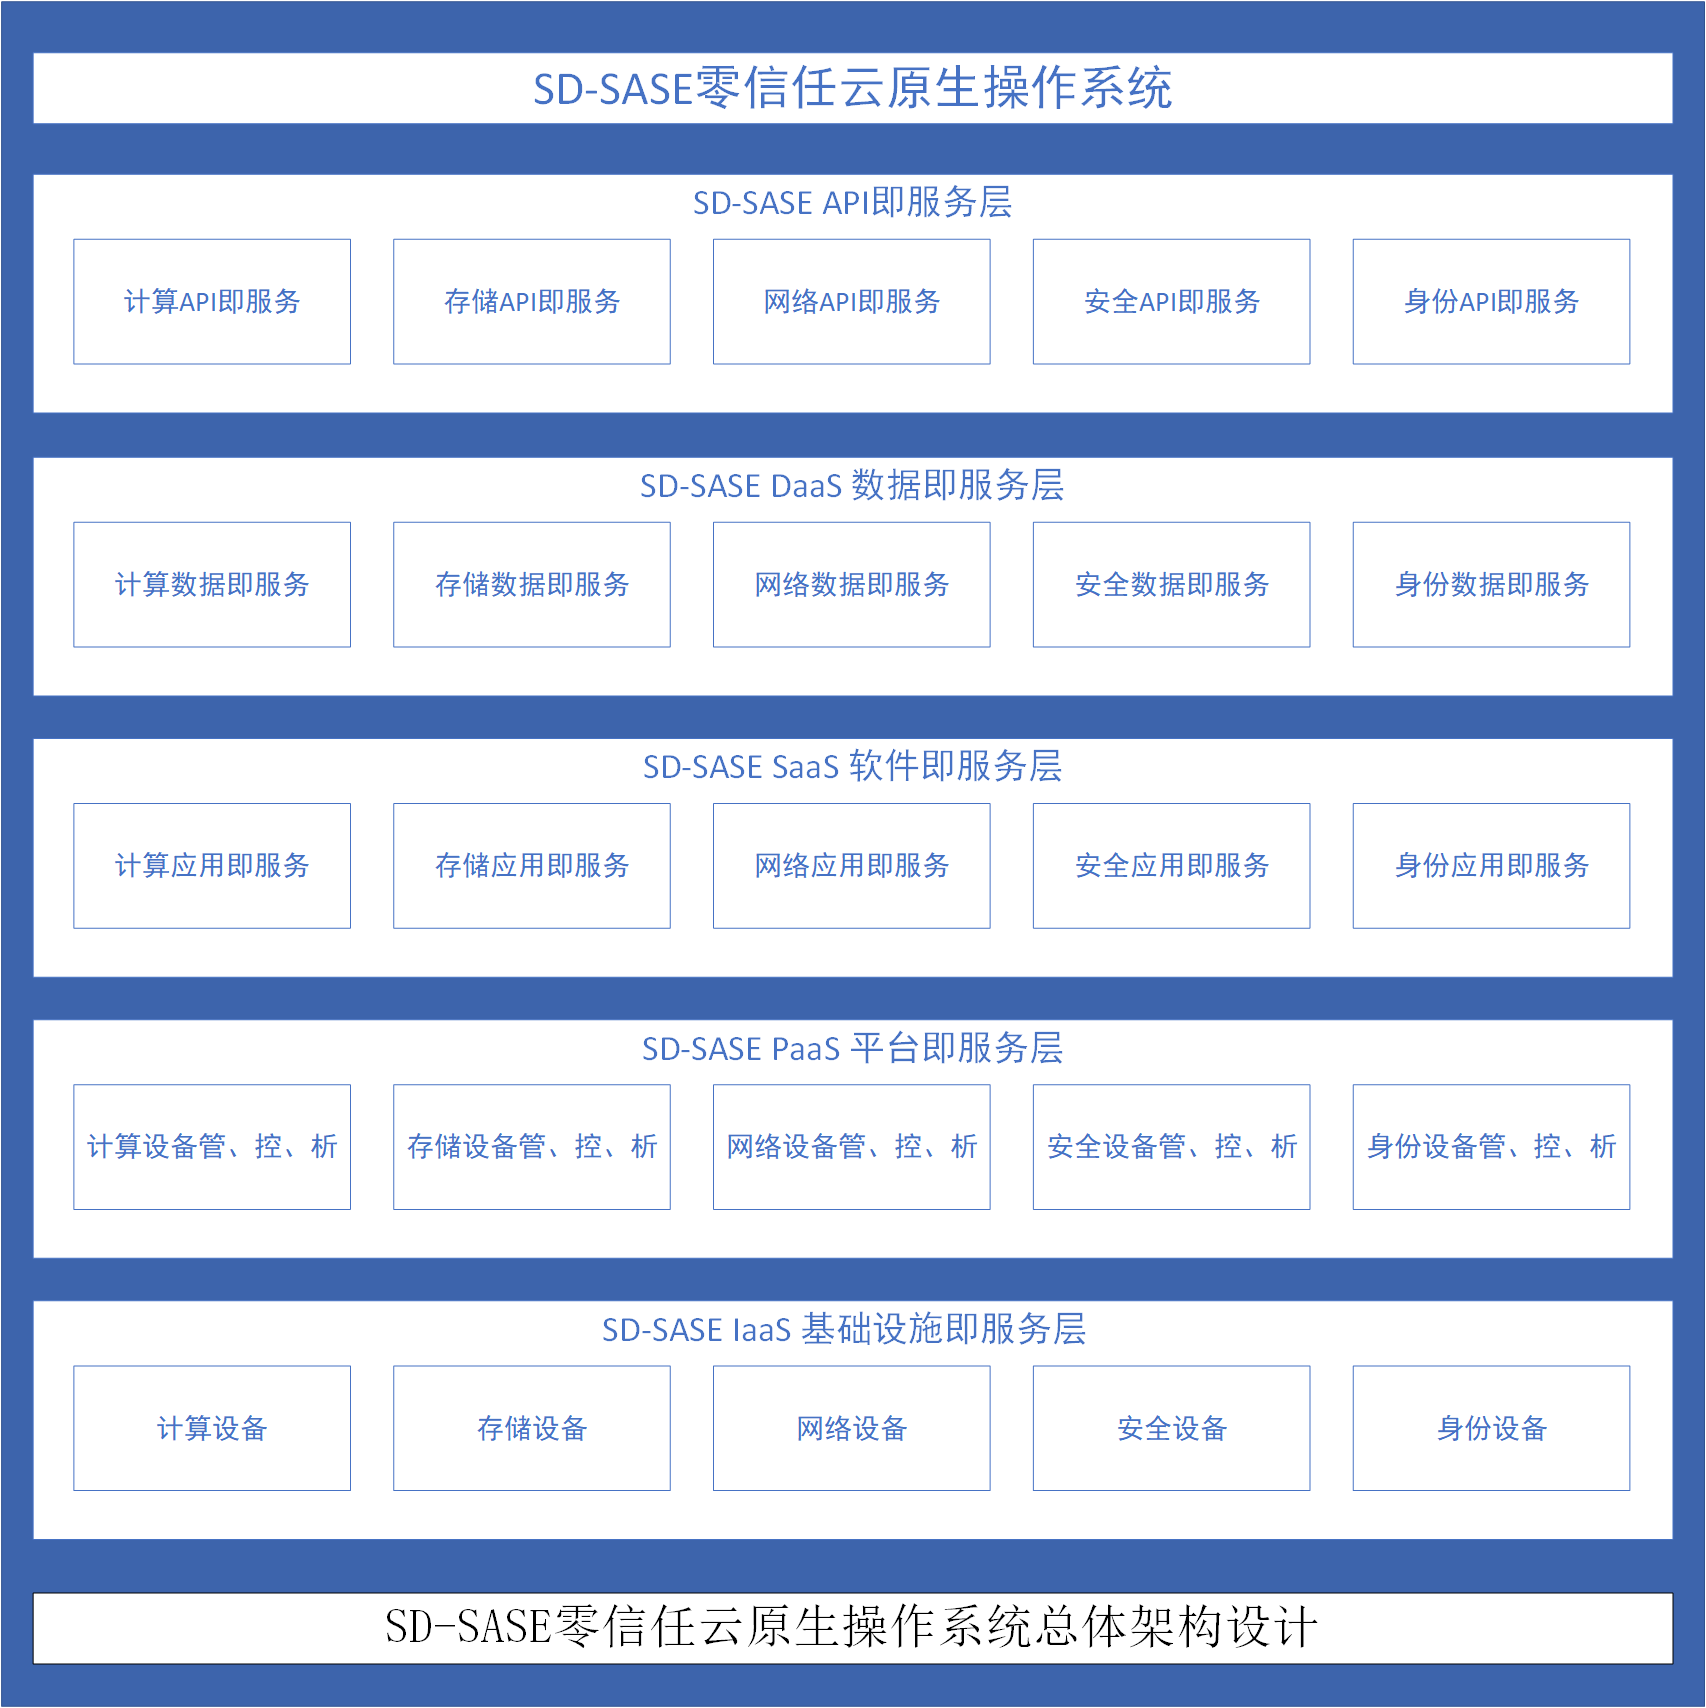 SD-SASE零信任云原生操作系统
SD-SASE API即服务层
计算API即服务
存储API即服务
网络API即服务
安全API即服务
身份API即服务
SD-SASE DaaS 数据即服务层
计算数据即服务
存储数据即服务
网络数据即服务
安全数据即服务
身份数据即服务
SD-SASE SaaS 软件即服务层
计算应用即服务
存储应用即服务
网络应用即服务
安全应用即服务
身份应用即服务
SD-SASE PaaS 平台即服务层
计算设备管、控、析
存储设备管、控、析
网络设备管、控、析
安全设备管、控、析
身份设备管、控、析
SD-SASE IaaS 基础设施即服务层
计算设备
存储设备
网络设备
安全设备
身份设备
SD-SASE零信任云原生操作系统总体架构设计